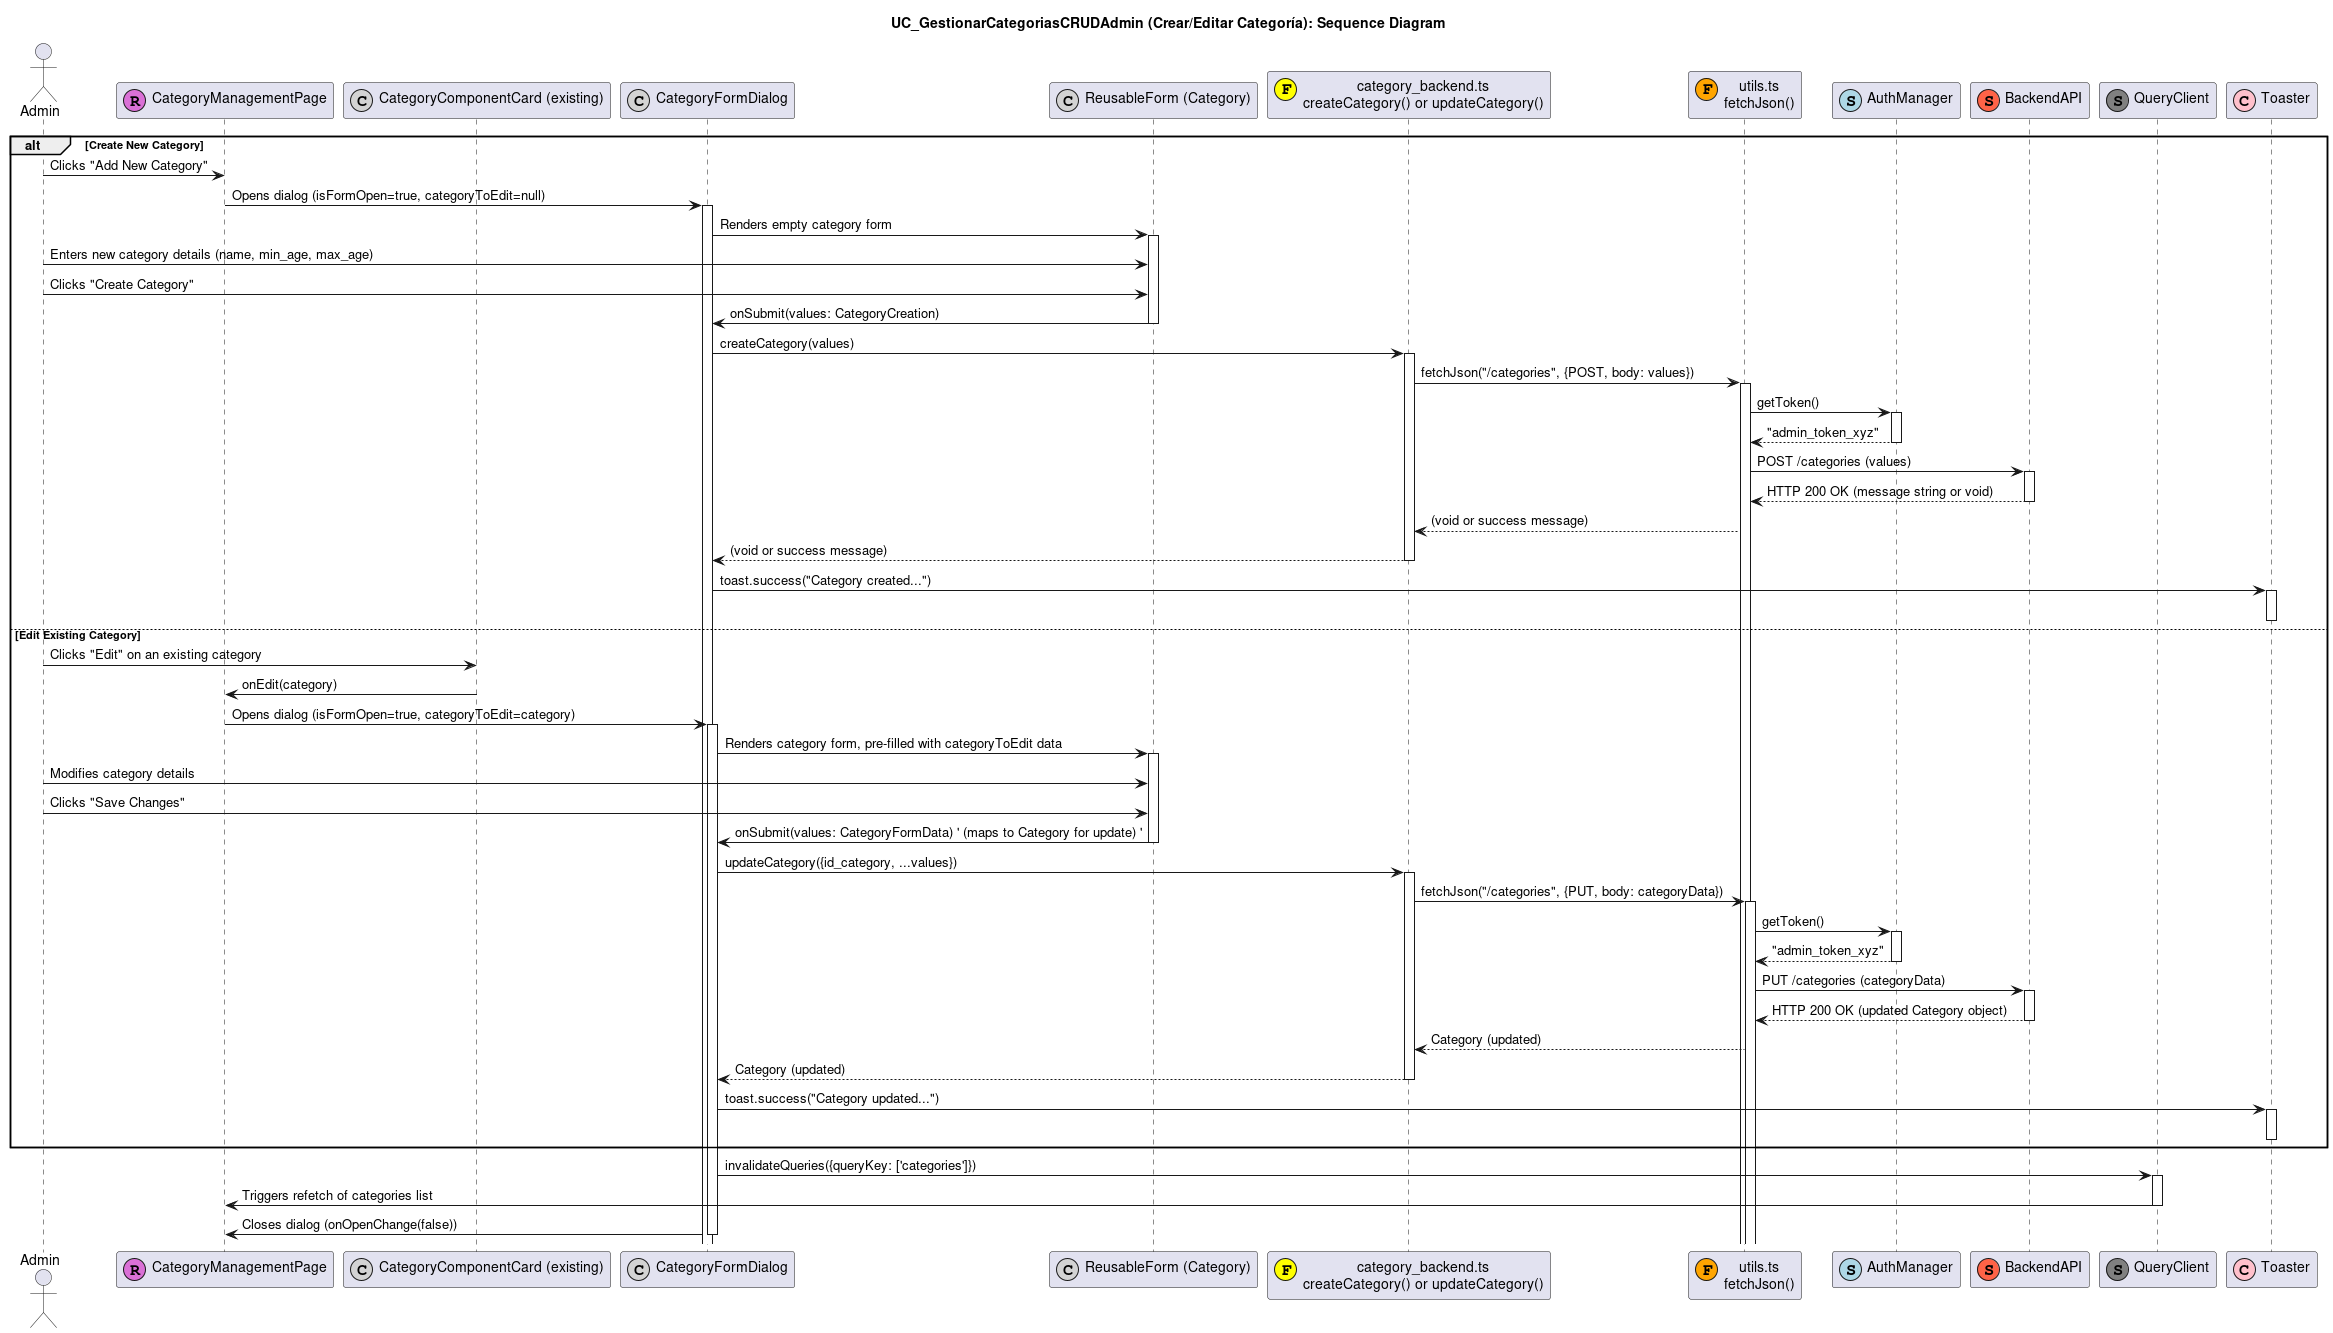 UC_GestionarCategoriasCRUDAdmin (Crear/Editar Categoría): Sequence Diagram
Admin
R CategoryManagementPage
C CategoryComponentCard (existing)
C CategoryFormDialog
C ReusableForm (Category)
F category_backend.ts
createCategory() or updateCategory()
F utils.ts
fetchJson()
S AuthManager
S BackendAPI
S QueryClient
C Toaster
alt [Create New Category]
Clicks "Add New Category"
Opens dialog (isFormOpen=true, categoryToEdit=null)
Renders empty category form
Enters new category details (name, min_age, max_age)
Clicks "Create Category"
onSubmit(values: CategoryCreation)
createCategory(values)
fetchJson("/categories", {POST, body: values})
getToken()
"admin_token_xyz"
POST /categories (values)
HTTP 200 OK (message string or void)
(void or success message)
(void or success message)
toast.success("Category created...")
[Edit Existing Category]
Clicks "Edit" on an existing category
onEdit(category)
Opens dialog (isFormOpen=true, categoryToEdit=category)
Renders category form, pre-filled with categoryToEdit data
Modifies category details
Clicks "Save Changes"
onSubmit(values: CategoryFormData) ' (maps to Category for update) '
updateCategory({id_category, ...values})
fetchJson("/categories", {PUT, body: categoryData})
getToken()
"admin_token_xyz"
PUT /categories (categoryData)
HTTP 200 OK (updated Category object)
Category (updated)
Category (updated)
toast.success("Category updated...")
invalidateQueries({queryKey: ['categories']})
Triggers refetch of categories list
Closes dialog (onOpenChange(false))
Admin
R CategoryManagementPage
C CategoryComponentCard (existing)
C CategoryFormDialog
C ReusableForm (Category)
F category_backend.ts
createCategory() or updateCategory()
F utils.ts
fetchJson()
S AuthManager
S BackendAPI
S QueryClient
C Toaster